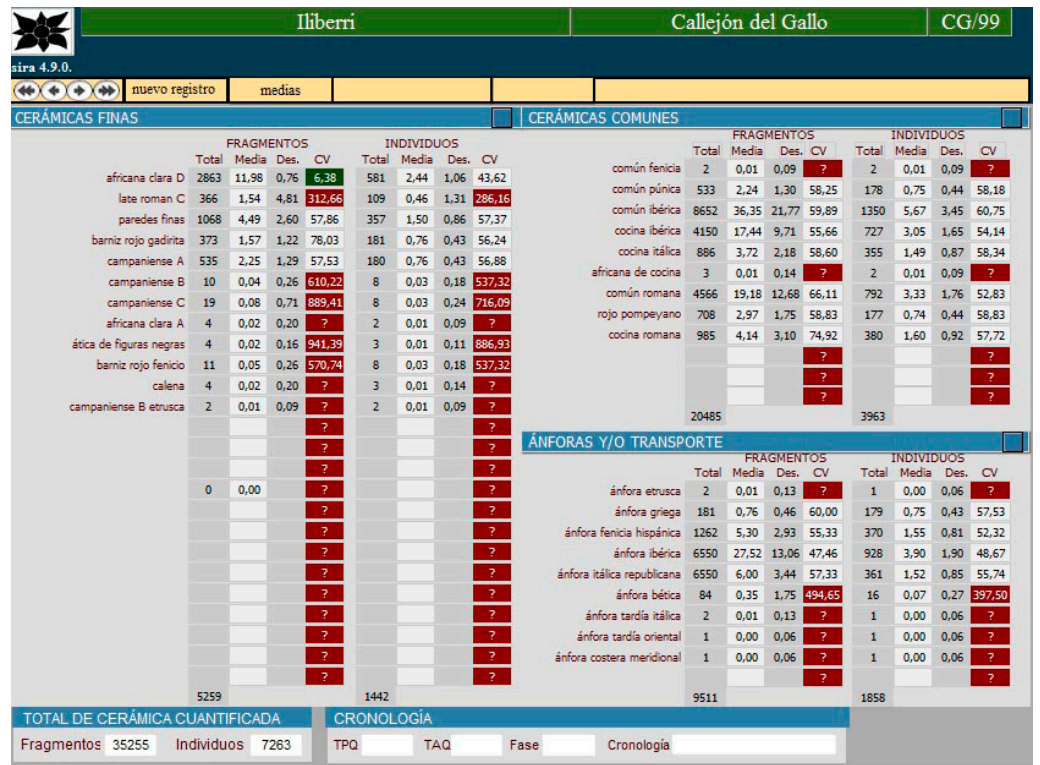 Iliberri Callejón del Gallo CG/99
sira 4.9.0.
nuevo registro medias
CERÁMICAS FINAS
FRAGMENTOS INDIVIDUOS
Total Media Des. CV Total Media Des. CV
africana clara D 2863 11,98 0,76 6,38 581 2,44 1,06 43,62
late roman C 366 1,54 4,81 312,66 109 0,46 1,31 286,16
paredes finas 1068 4,49 2,60 57,86 357 1,50 0,86 57,37
barniz rojo gadirita 373 1,57 1,22 78,03 181 0,76 0,43 56,24
campaniense A 535 2,25 1,29 57,53 180 0,76 0,43 56,88
campaniense B 10 0,04 0,26 610,22 8 0,03 0,18 537,32
campaniense C 19 0,08 0,71 889,41 8 0,03 0,24 716,09
africana clara A 4 0,02 0,20 ? 2 0,01 0,09 ?
ática de figuras negras 4 0,02 0,16 941,39 3 0,01 0,11 886,93
barniz rojo fenicio 11 0,05 0,26 570,74 8 0,03 0,18 537,32
calena 4 0,02 0,20 ? 3 0,01 0,14 ?
campaniense B etrusca 2 0,01 0,09 ? 2 0,01 0,09 ?
? ?
? ?
? ?
0 0,00 ? ?
? ?
? ?
? ?
? ?
? ?
? ?
? ?
? ?
? ?
5259 1442
CERÁMICAS COMUNES
FRAGMENTOS INDIVIDUOS
Total Media Des. CV Total Media Des. CV
común fenicia 2 0,01 0,09 ? 2 0,01 0,09 ?
común púnica 533 2,24 1,30 58,25 178 0,75 0,44 58,18
común ibérica 8652 36,35 21,77 59,89 1350 5,67 3,45 60,75
cocina ibérica 4150 17,44 9,71 55,66 727 3,05 1,65 54,14
cocina itálica 886 3,72 2,18 58,60 355 1,49 0,87 58,34
africana de cocina 3 0,01 0,14 ? 2 0,01 0,09 ?
común romana 4566 19,18 12,68 66,11 792 3,33 1,76 52,83
rojo pompeyano 708 2,97 1,75 58,83 177 0,74 0,44 58,83
cocina romana 985 4,14 3,10 74,92 380 1,60 0,92 57,72
? ?
? ?
? ?
20485 3963
ÁNFORAS Y/O TRANSPORTE
FRAGMENTOS INDIVIDUOS
Total Media Des. CV Total Media Des. CV
ánfora etrusca 2 0,01 0,13 ? 1 0,00 0,06 ?
ánfora griega 181 0,76 0,46 60,00 179 0,75 0,43 57,53
ánfora fenicia hispánica 1262 5,30 2,93 55,33 370 1,55 0,81 52,32
ánfora ibérica 6550 27,52 13,06 47,46 928 3,90 1,90 48,67
ánfora itálica republicana 6550 6,00 3,44 57,33 361 1,52 0,85 55,74
ánfora bética 84 0,35 1,75 494,65 16 0,07 0,27 397,50
ánfora tardía itálica 2 0,01 0,13 ? 1 0,00 0,06 ?
ánfora tardía oriental 1 0,00 0,06 ? 1 0,00 0,06 ?
ánfora costera meridional 1 0,00 0,06 ? 1 0,00 0,06 ?
? ?
9511 1858
TOTAL DE CERÁMICA CUANTIFICADA CRONOLOGÍA
Fragmentos 35255 Individuos 7263 TPQ TAQ Fase Cronología